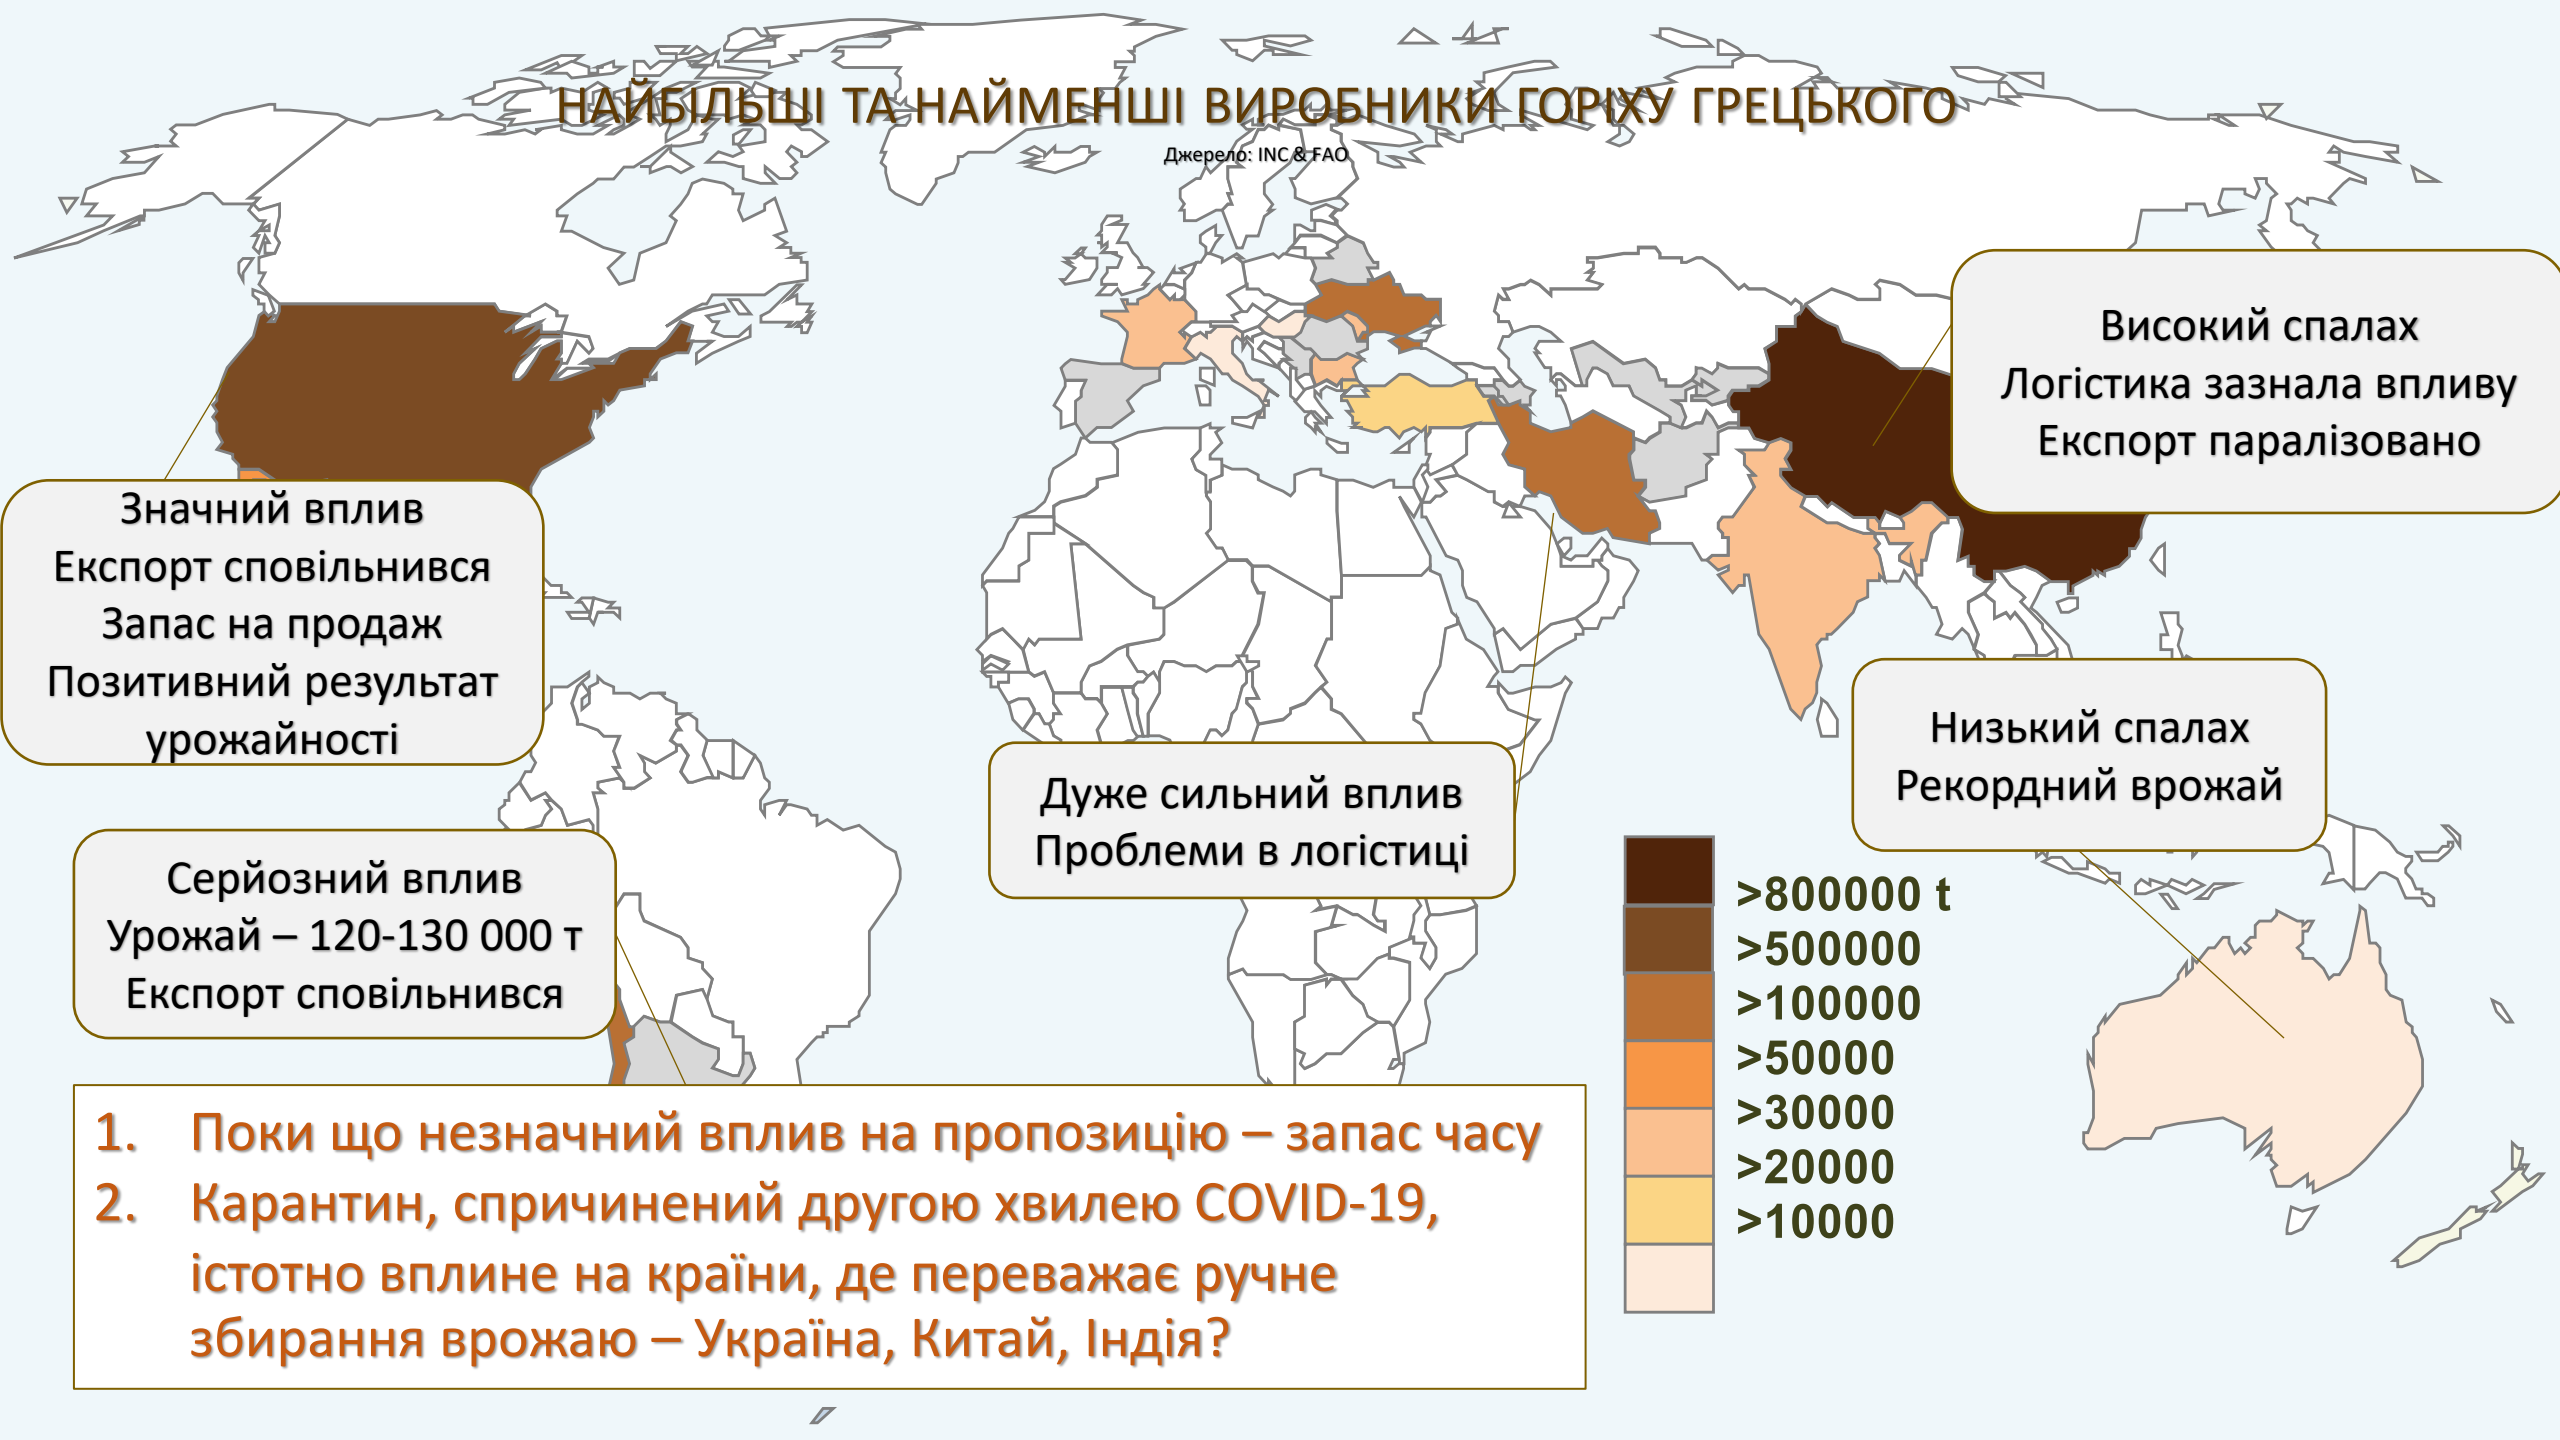 НАЙБІЛЬШІ ТА НАЙМЕНШІ ВИРОБНИКИ ГОРІХУ ГРЕЦЬКОГО
Джерело: INC & FAO
Високий спалах
Логістика зазнала впливу
Експорт паралізовано
Значний вплив
Експорт сповільнився
Запас на продаж
Позитивний результат
урожайності
Низький спалах
Рекордний врожай
Дуже сильний вплив
Проблеми в логістиці
Серйозний вплив
Урожай – 120-130 000 т
Експорт сповільнився
>800000 t
>500000
>100000
>50000
>30000
>20000
>10000
1. Поки що незначний вплив на пропозицію – запас часу
2. Карантин, спричинений другою хвилею COVID-19,
істотно вплине на країни, де переважає ручне
збирання врожаю – Україна, Китай, Індія?